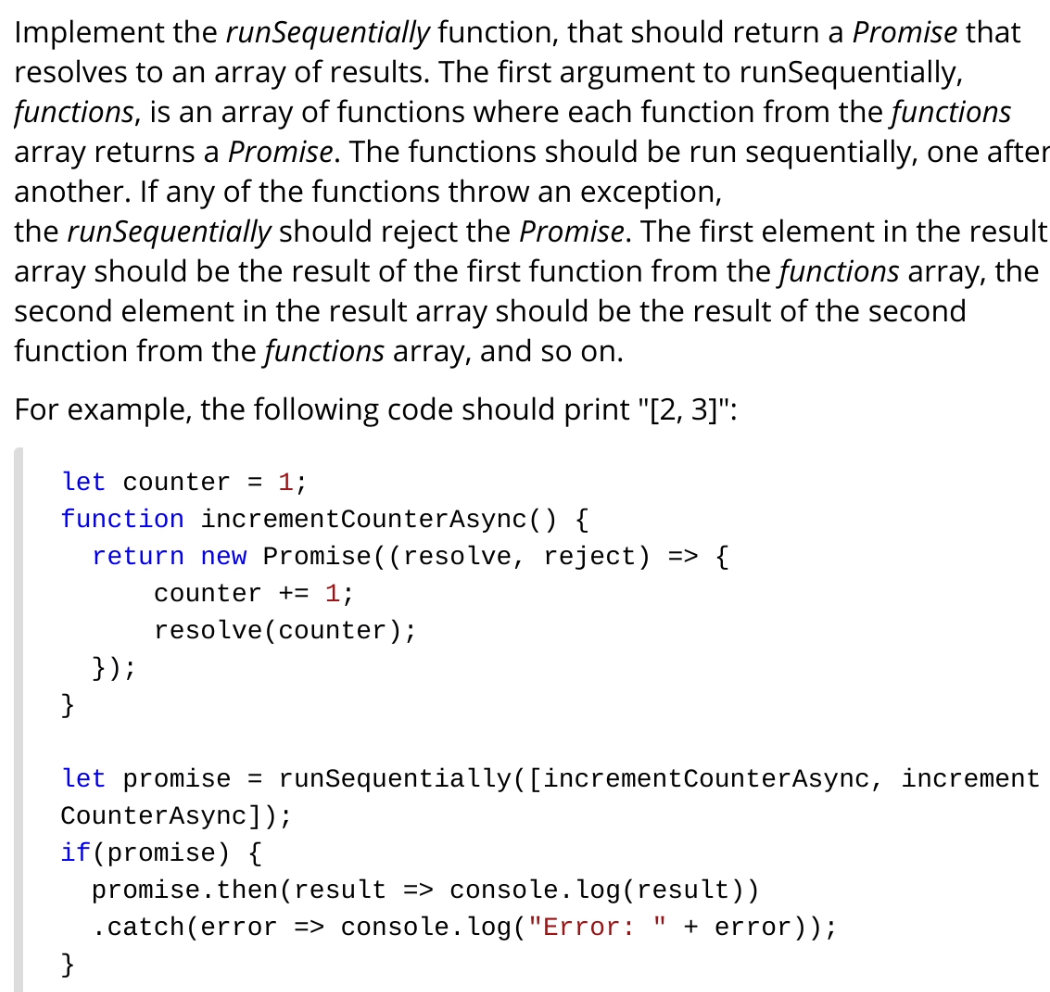 Implement the runSequentially function, that should return a Promise that
resolves to an array of results. The first argument to runSequentially,
functions, is an array of functions where each function from the functions
array returns a Promise. The functions should be run sequentially, one after
another. If any of the functions throw an exception,
the runSequentially should reject the Promise. The first element in the result
array should be the result of the first function from the functions array, the
second element in the result array should be the result of the second
function from the functions array, and so on.
For example, the following code should print "[2, 3]":
let counter = 1;
function incrementCounterAsync() {
  return new Promise((resolve, reject) => {
      counter += 1;
      resolve(counter);
  });
}
let promise = runSequentially([incrementCounterAsync, increment
CounterAsync]);
if(promise) {
  promise.then(result => console.log(result))
  .catch(error => console.log("Error: " + error));
}